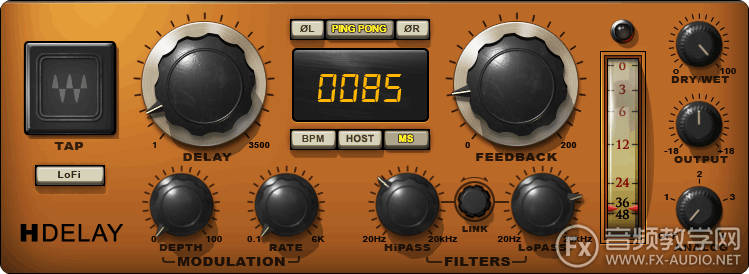 ØL PING PONG ØR
0085
BPM HOST MS
TAP
LoFi
1 DELAY 3500
0 FEEDBACK 200
0
3
6
12
24
36
48
0 100
DRY/WET
-18 +18
OUTPUT
2
1 3
H DELAY
0 DEPTH 100
0.1 RATE 6K
MODULATION
20Hz HiPASS 20kHz
LINK
20Hz LoPASS
FILTERS
FX 音频教学网
WWW.FX-AUDIO.NET